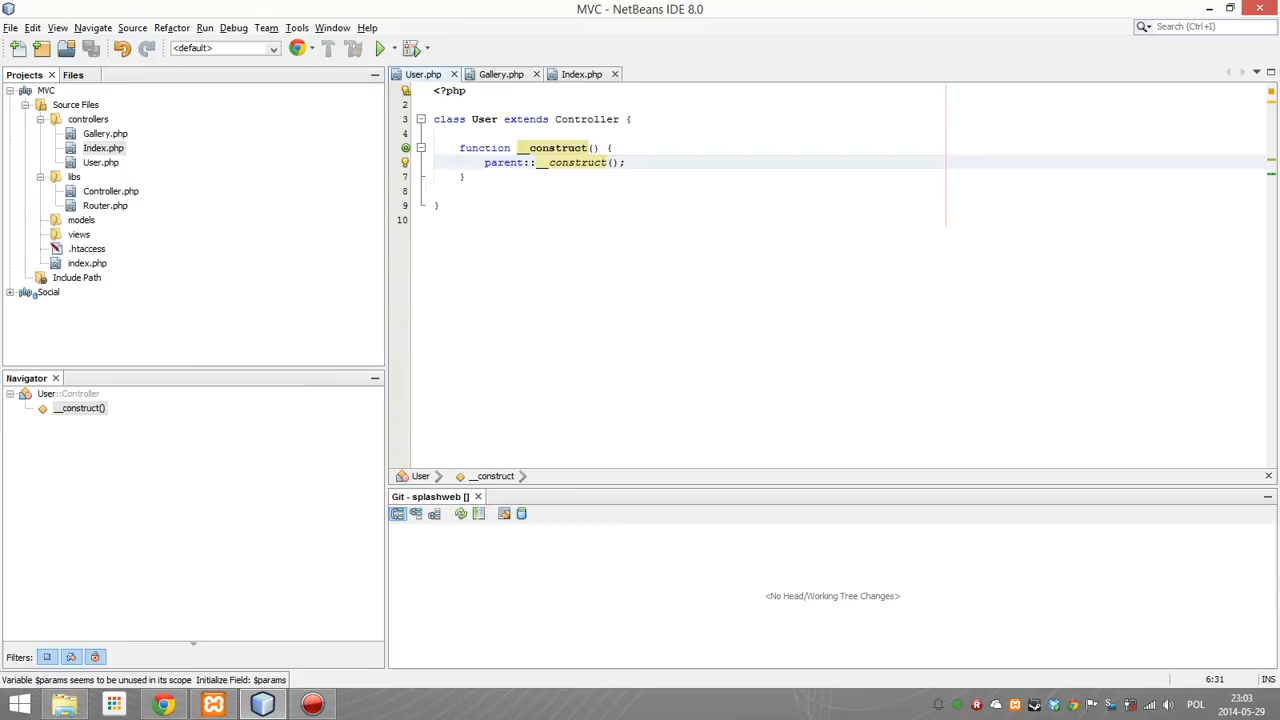 MVC - NetBeans IDE 8.0
File Edit View Navigate Source Refactor Run Debug Team Tools Window Help
Search (Ctrl+I)
<default>
Projects Files
User.php Gallery.php Index.php
MVC
Source Files
controllers
Gallery.php
Index.php
User.php
libs
Controller.php
Router.php
models
views
.htaccess
index.php
Include Path
Social
<?php
2
3 class User extends Controller {
4
function __construct() {
parent::__construct();
7 }
8
9 }
10
Navigator
User::Controller
__construct()
User __construct
Git - splashweb []
<No Head/Working Tree Changes>
Filters:
Variable $params seems to be unused in its scope Initialize Field: $params
6:31 INS
POL
23:03
2014-05-29